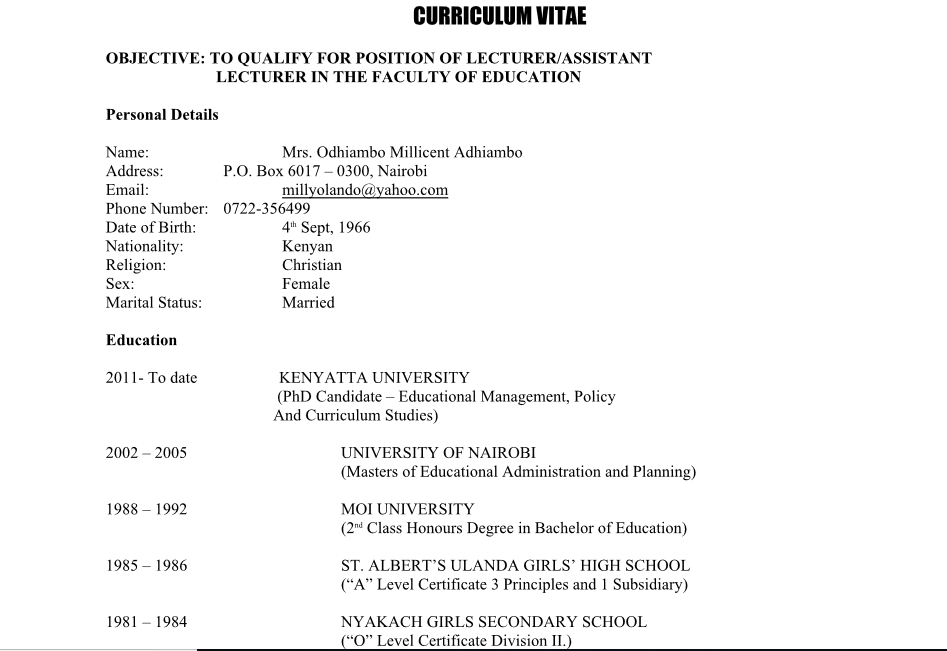 CURRICULUM VITAE
OBJECTIVE: TO QUALIFY FOR POSITION OF LECTURER/ASSISTANT
LECTURER IN THE FACULTY OF EDUCATION
Personal Details
Name: Mrs. Odhiambo Millicent Adhiambo
Address: P.O. Box 6017 – 0300, Nairobi
Email: millyolando@yahoo.com
Phone Number: 0722-356499
Date of Birth: 4th Sept, 1966
Nationality: Kenyan
Religion: Christian
Sex: Female
Marital Status: Married
Education
2011- To date KENYATTA UNIVERSITY
(PhD Candidate – Educational Management, Policy
And Curriculum Studies)
2002 – 2005 UNIVERSITY OF NAIROBI
(Masters of Educational Administration and Planning)
1988 – 1992 MOI UNIVERSITY
(2nd Class Honours Degree in Bachelor of Education)
1985 – 1986 ST. ALBERT’S ULANDA GIRLS’ HIGH SCHOOL
(“A” Level Certificate 3 Principles and 1 Subsidiary)
1981 – 1984 NYAKACH GIRLS SECONDARY SCHOOL
(“O” Level Certificate Division II.)